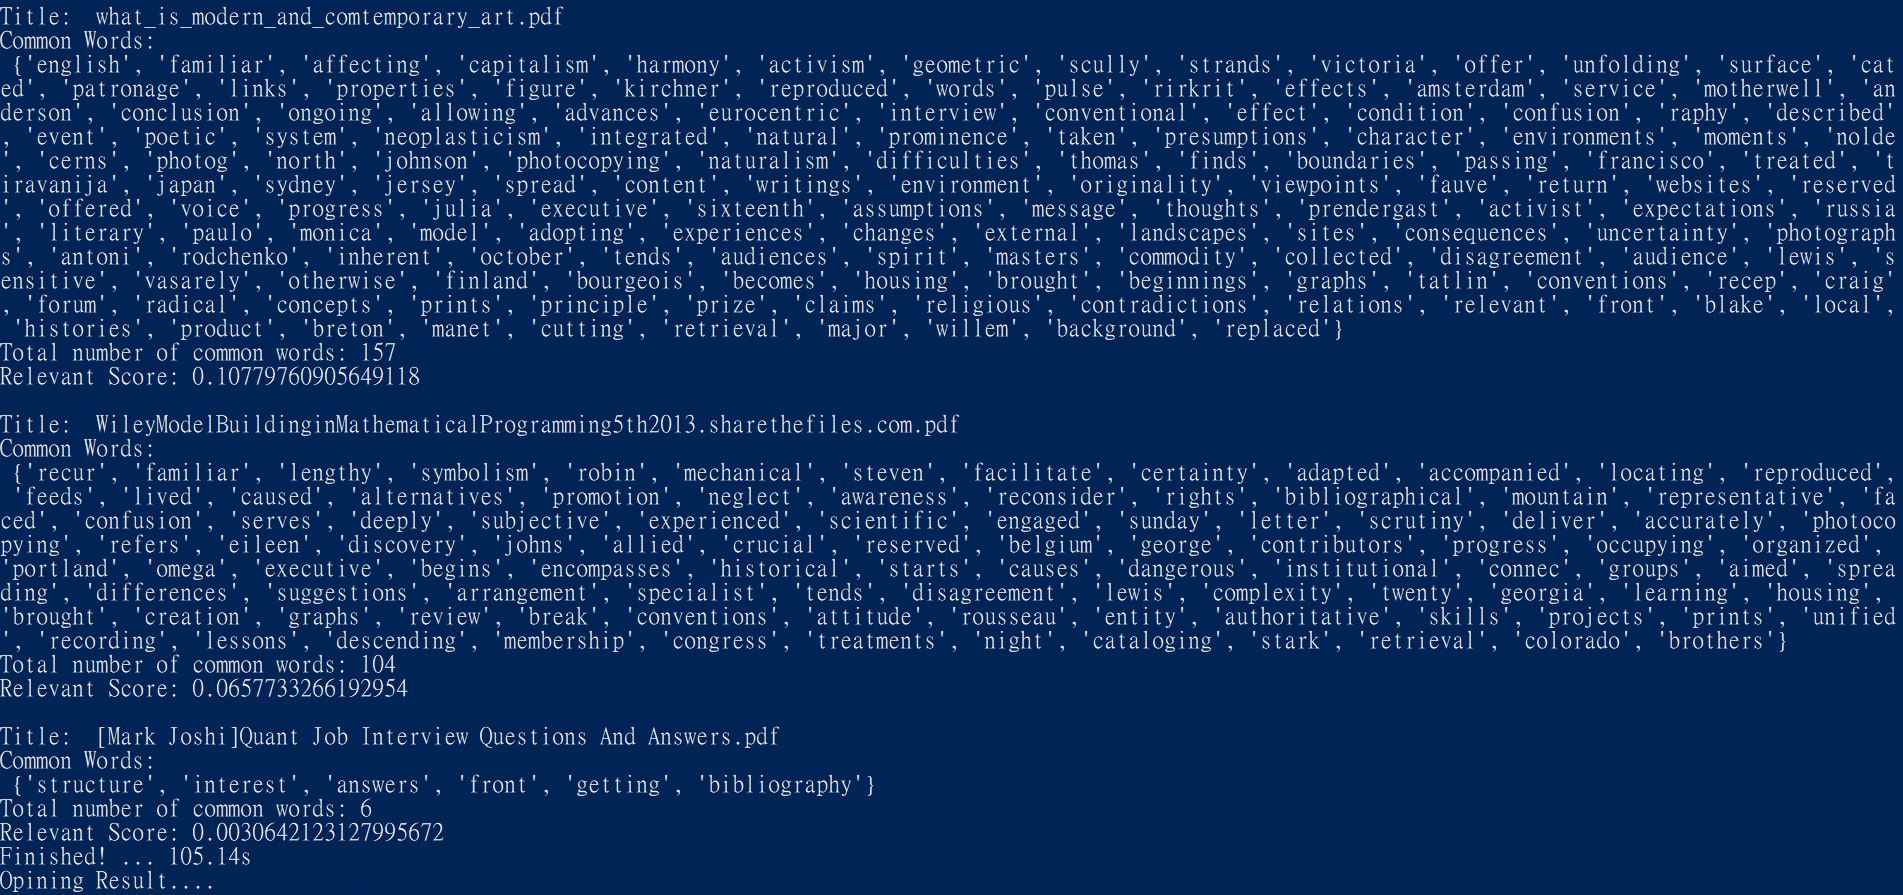 Title:  what_is_modern_and_comtemporary_art.pdf
Common Words:
 {'english', 'familiar', 'affecting', 'capitalism', 'harmony', 'activism', 'geometric', 'scully', 'strands', 'victoria', 'offer', 'unfolding', 'surface', 'cat
ed', 'patronage', 'links', 'properties', 'figure', 'kirchner', 'reproduced', 'words', 'pulse', 'rirkrit', 'effects', 'amsterdam', 'service', 'motherwell', 'an
derson', 'conclusion', 'ongoing', 'allowing', 'advances', 'eurocentric', 'interview', 'conventional', 'effect', 'condition', 'confusion', 'raphy', 'described'
, 'event', 'poetic', 'system', 'neoplasticism', 'integrated', 'natural', 'prominence', 'taken', 'presumptions', 'character', 'environments', 'moments', 'nolde
', 'cerns', 'photog', 'north', 'johnson', 'photocopying', 'naturalism', 'difficulties', 'thomas', 'finds', 'boundaries', 'passing', 'francisco', 'treated', 't
iravanija', 'japan', 'sydney', 'jersey', 'spread', 'content', 'writings', 'environment', 'originality', 'viewpoints', 'fauve', 'return', 'websites', 'reserved
', 'offered', 'voice', 'progress', 'julia', 'executive', 'sixteenth', 'assumptions', 'message', 'thoughts', 'prendergast', 'activist', 'expectations', 'russia
', 'literary', 'paulo', 'monica', 'model', 'adopting', 'experiences', 'changes', 'external', 'landscapes', 'sites', 'consequences', 'uncertainty', 'photograph
s', 'antoni', 'rodchenko', 'inherent', 'october', 'tends', 'audiences', 'spirit', 'masters', 'commodity', 'collected', 'disagreement', 'audience', 'lewis', 's
ensitive', 'vasarely', 'otherwise', 'finland', 'bourgeois', 'becomes', 'housing', 'brought', 'beginnings', 'graphs', 'tatlin', 'conventions', 'recep', 'craig'
, 'forum', 'radical', 'concepts', 'prints', 'principle', 'prize', 'claims', 'religious', 'contradictions', 'relations', 'relevant', 'front', 'blake', 'local',
 'histories', 'product', 'breton', 'manet', 'cutting', 'retrieval', 'major', 'willem', 'background', 'replaced'}
Total number of common words: 157
Relevant Score: 0.10779760905649118
Title:  WileyModelBuildinginMathematicalProgramming5th2013.sharethefiles.com.pdf
Common Words:
 {'recur', 'familiar', 'lengthy', 'symbolism', 'robin', 'mechanical', 'steven', 'facilitate', 'certainty', 'adapted', 'accompanied', 'locating', 'reproduced',
 'feeds', 'lived', 'caused', 'alternatives', 'promotion', 'neglect', 'awareness', 'reconsider', 'rights', 'bibliographical', 'mountain', 'representative', 'fa
ced', 'confusion', 'serves', 'deeply', 'subjective', 'experienced', 'scientific', 'engaged', 'sunday', 'letter', 'scrutiny', 'deliver', 'accurately', 'photoco
pying', 'refers', 'eileen', 'discovery', 'johns', 'allied', 'crucial', 'reserved', 'belgium', 'george', 'contributors', 'progress', 'occupying', 'organized',
'portland', 'omega', 'executive', 'begins', 'encompasses', 'historical', 'starts', 'causes', 'dangerous', 'institutional', 'connec', 'groups', 'aimed', 'sprea
ding', 'differences', 'suggestions', 'arrangement', 'specialist', 'tends', 'disagreement', 'lewis', 'complexity', 'twenty', 'georgia', 'learning', 'housing',
'brought', 'creation', 'graphs', 'review', 'break', 'conventions', 'attitude', 'rousseau', 'entity', 'authoritative', 'skills', 'projects', 'prints', 'unified
', 'recording', 'lessons', 'descending', 'membership', 'congress', 'treatments', 'night', 'cataloging', 'stark', 'retrieval', 'colorado', 'brothers'}
Total number of common words: 104
Relevant Score: 0.0657733266192954
Title:  [Mark Joshi]Quant Job Interview Questions And Answers.pdf
Common Words:
 {'structure', 'interest', 'answers', 'front', 'getting', 'bibliography'}
Total number of common words: 6
Relevant Score: 0.0030642123127995672
Finished! ... 105.14s
Opining Result....